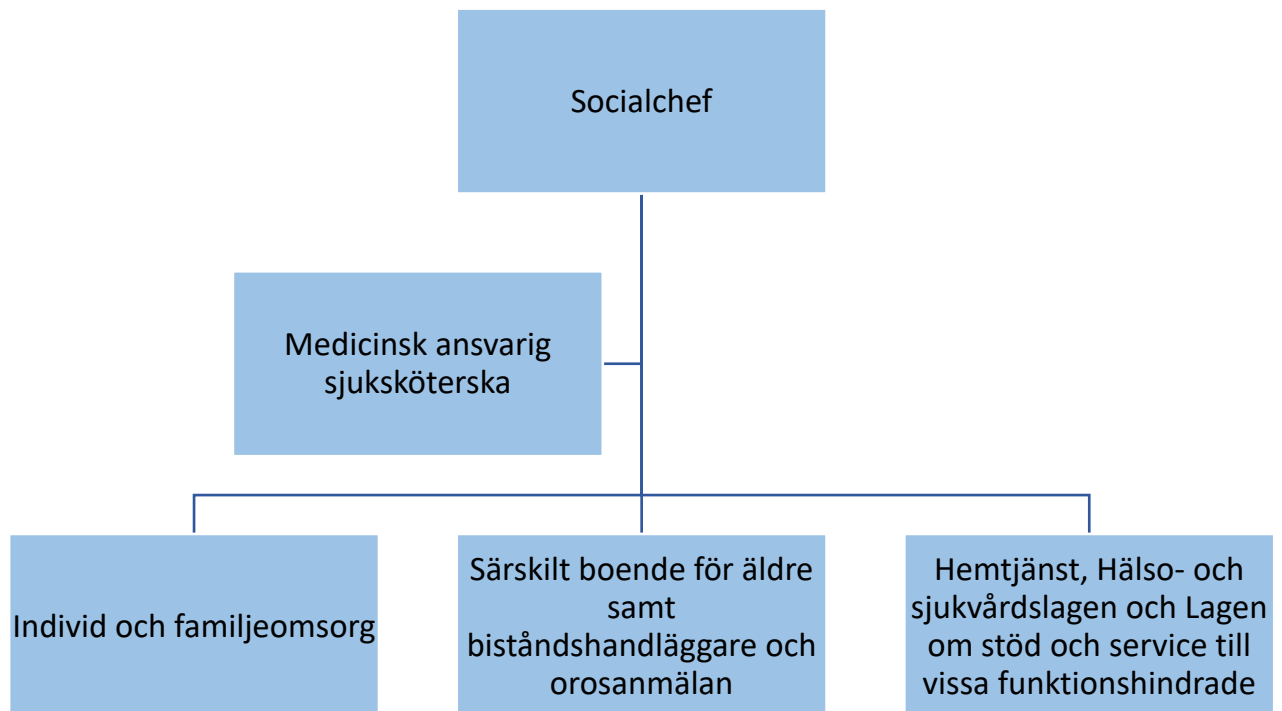 Socialchef
Medicinsk ansvarig
sjuksköterska
Individ och familjeomsorg
Särskilt boende för äldre
samt
biståndshandläggare och
orosanmälan
Hemtjänst, Hälso- och
sjukvårdslagen och Lagen
om stöd och service till
vissa funktionshindrade